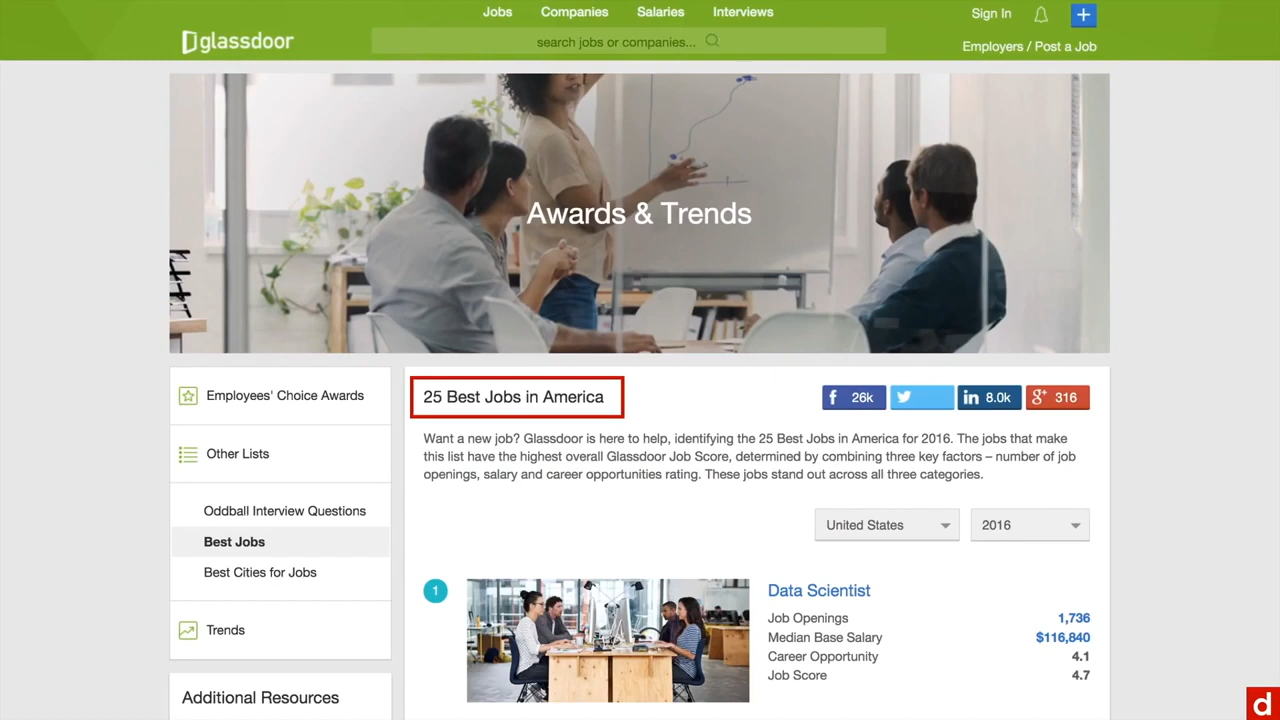 Jobs Companies Salaries Interviews
Sign In
glassdoor
search jobs or companies...
Employers / Post a Job
Awards & Trends
Employees' Choice Awards
Other Lists
Oddball Interview Questions
Best Jobs
Best Cities for Jobs
Trends
Additional Resources
25 Best Jobs in America
26k
8.0k
316
Want a new job? Glassdoor is here to help, identifying the 25 Best Jobs in America for 2016. The jobs that make
this list have the highest overall Glassdoor Job Score, determined by combining three key factors – number of job
openings, salary and career opportunities rating. These jobs stand out across all three categories.
United States
2016
1
Data Scientist
Job Openings 1,736
Median Base Salary $116,840
Career Opportunity 4.1
Job Score 4.7
d